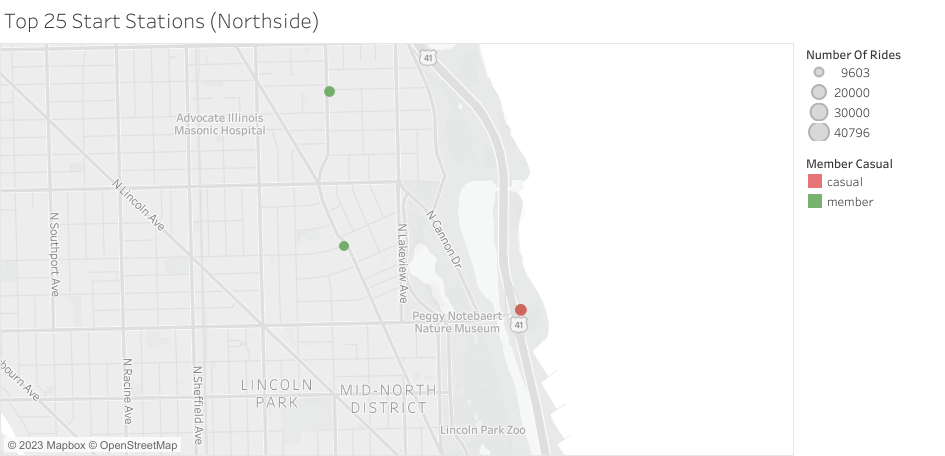 Top 25 Start Stations (Northside)
41
Number Of Rides
9603
20000
30000
40796
Member Casual
casual
member
Advocate Illinois
Masonic Hospital
N Lincoln Ave
N Southport Ave
N Lakeview Ave
N Cannon Dr
Peggy Notebaert
Nature Museum
41
N Racine Ave
N Sheffield Ave
LINCOLN
PARK
MID-NORTH
DISTRICT
bourn Ave
Lincoln Park Zoo
© 2023 Mapbox © OpenStreetMap